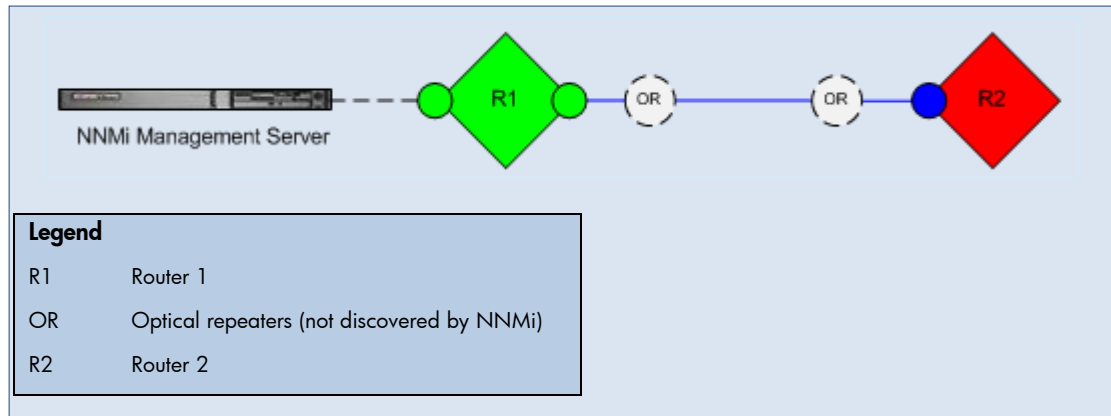 R1
OR
OR
R2
NNMi Management Server
Legend
R1 Router 1
OR Optical repeaters (not discovered by NNMi)
R2 Router 2